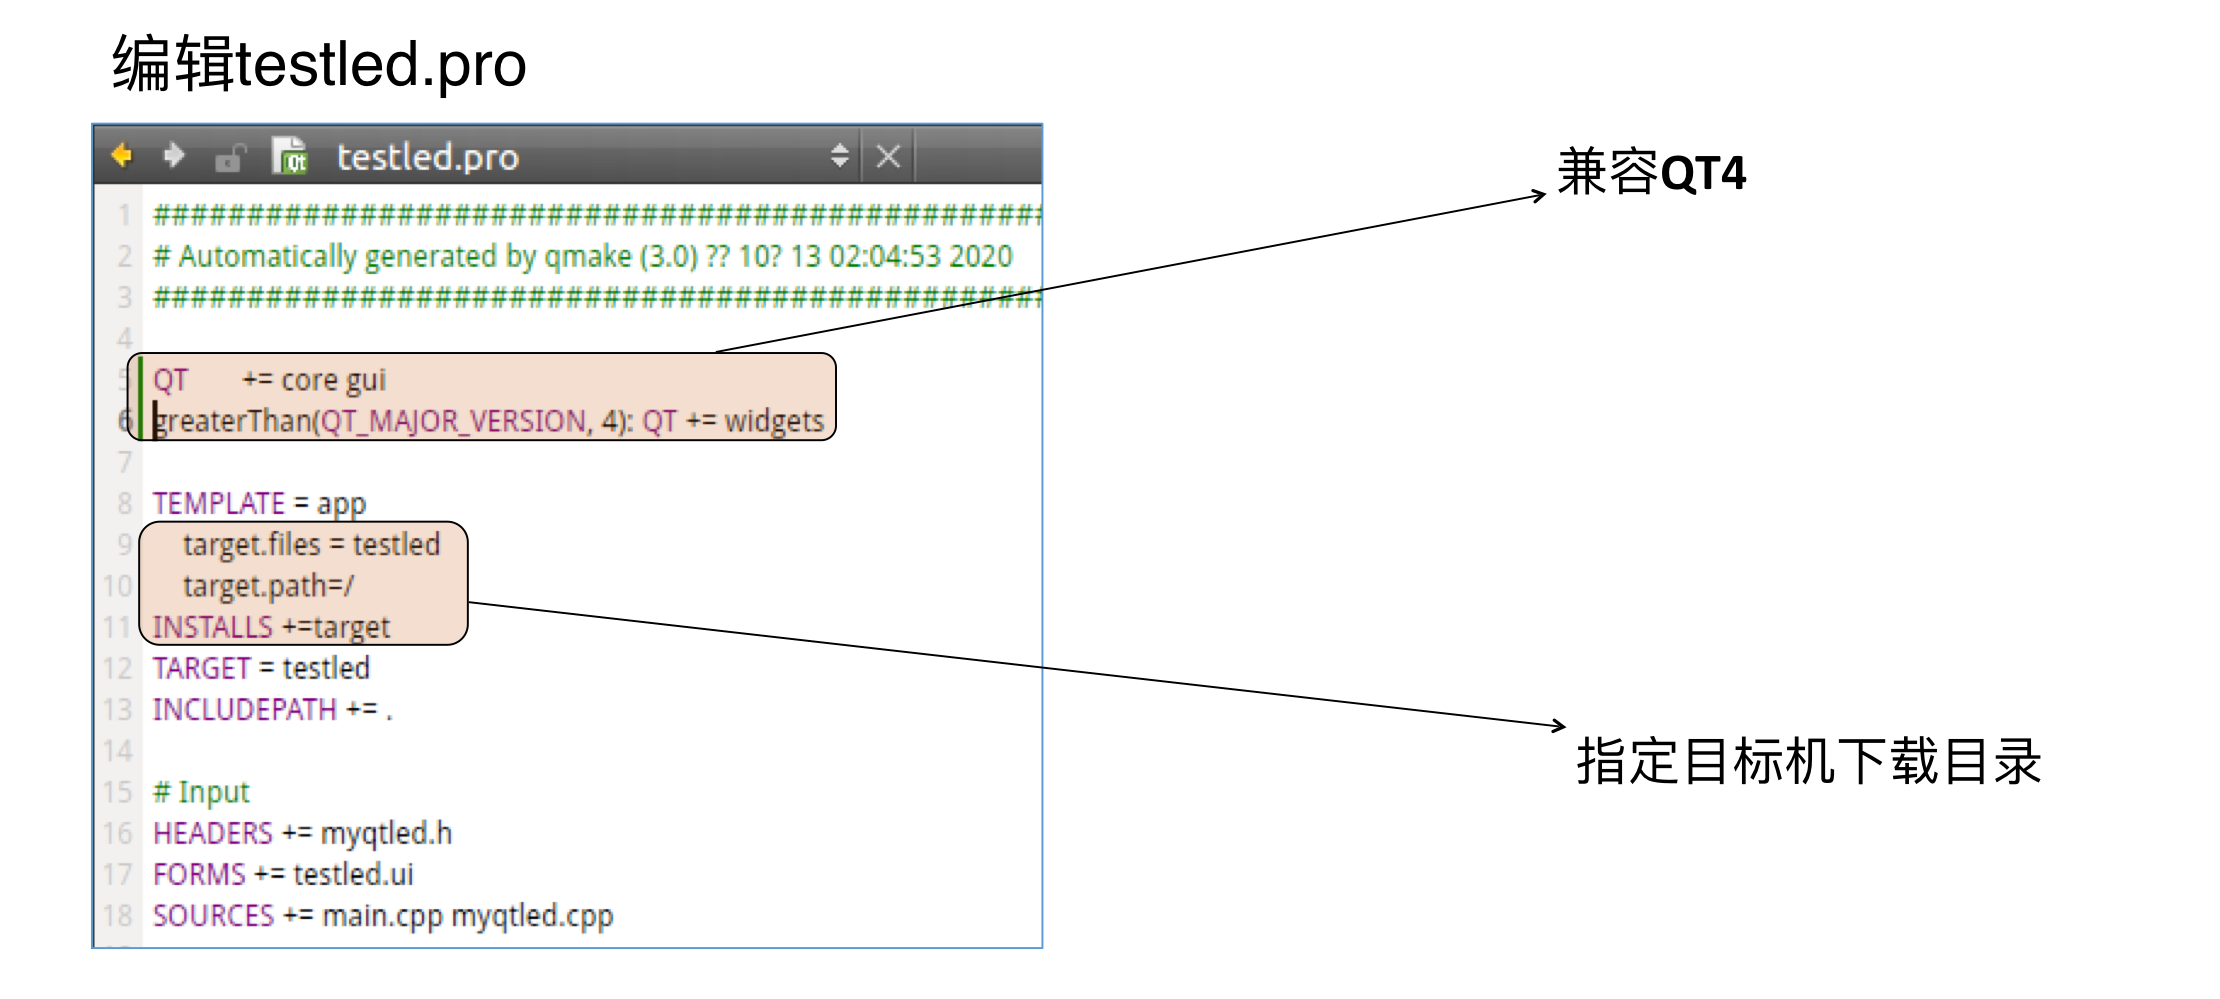 编辑testled.pro
testled.pro
兼容QT4
1 ################################################
2 # Automatically generated by qmake (3.0) ?? 10? 13 02:04:53 2020
3 ################################################
4
5 QT       += core gui
6 greaterThan(QT_MAJOR_VERSION, 4): QT += widgets
7
8 TEMPLATE = app
9     target.files = testled
10     target.path=/
11 INSTALLS +=target
12 TARGET = testled
13 INCLUDEPATH += .
指定目标机下载目录
14
15 # Input
16 HEADERS += myqtled.h
17 FORMS += testled.ui
18 SOURCES += main.cpp myqtled.cpp